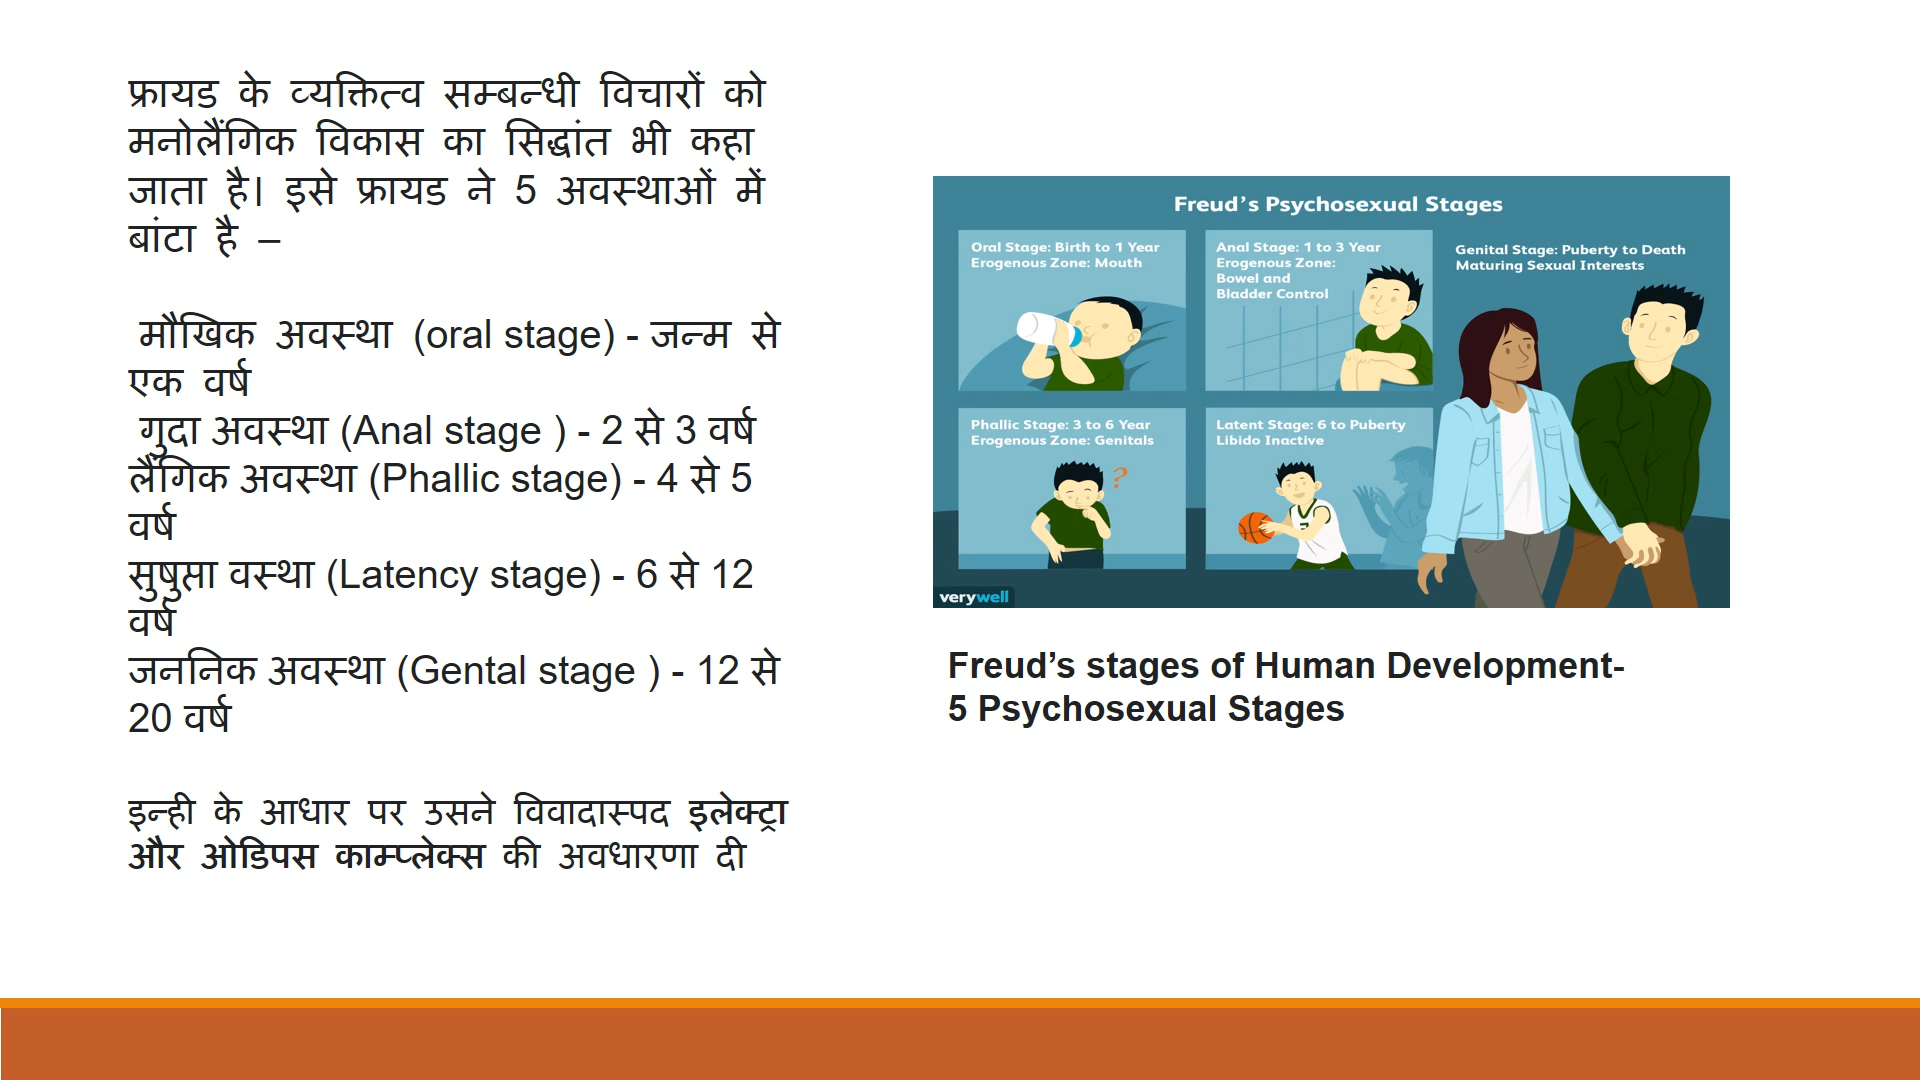 फ्रायड के व्यक्तित्व सम्बन्धी विचारों को
मनोलैंगिक विकास का सिद्धांत भी कहा
जाता है। इसे फ्रायड ने 5 अवस्थाओं में
बांटा है –
मौखिक अवस्था (oral stage) - जन्म से
एक वर्ष
गुदा अवस्था (Anal stage ) - 2 से 3 वर्ष
लैंगिक अवस्था (Phallic stage) - 4 से 5
वर्ष
सुषुप्ता वस्था (Latency stage) - 6 से 12
वर्ष
जननिक अवस्था (Gental stage ) - 12 से
20 वर्ष
इन्ही के आधार पर उसने विवादास्पद इलेक्ट्रा
और ओडिपस काम्प्लेक्स की अवधारणा दी
Freud's Psychosexual Stages
Oral Stage: Birth to 1 Year
Erogenous Zone: Mouth
Anal Stage: 1 to 3 Year
Erogenous Zone:
Bowel and
Bladder Control
Genital Stage: Puberty to Death
Maturing Sexual Interests
Phallic Stage: 3 to 6 Year
Erogenous Zone: Genitals
?
Latent Stage: 6 to Puberty
Libido Inactive
verywell
Freud’s stages of Human Development-
5 Psychosexual Stages